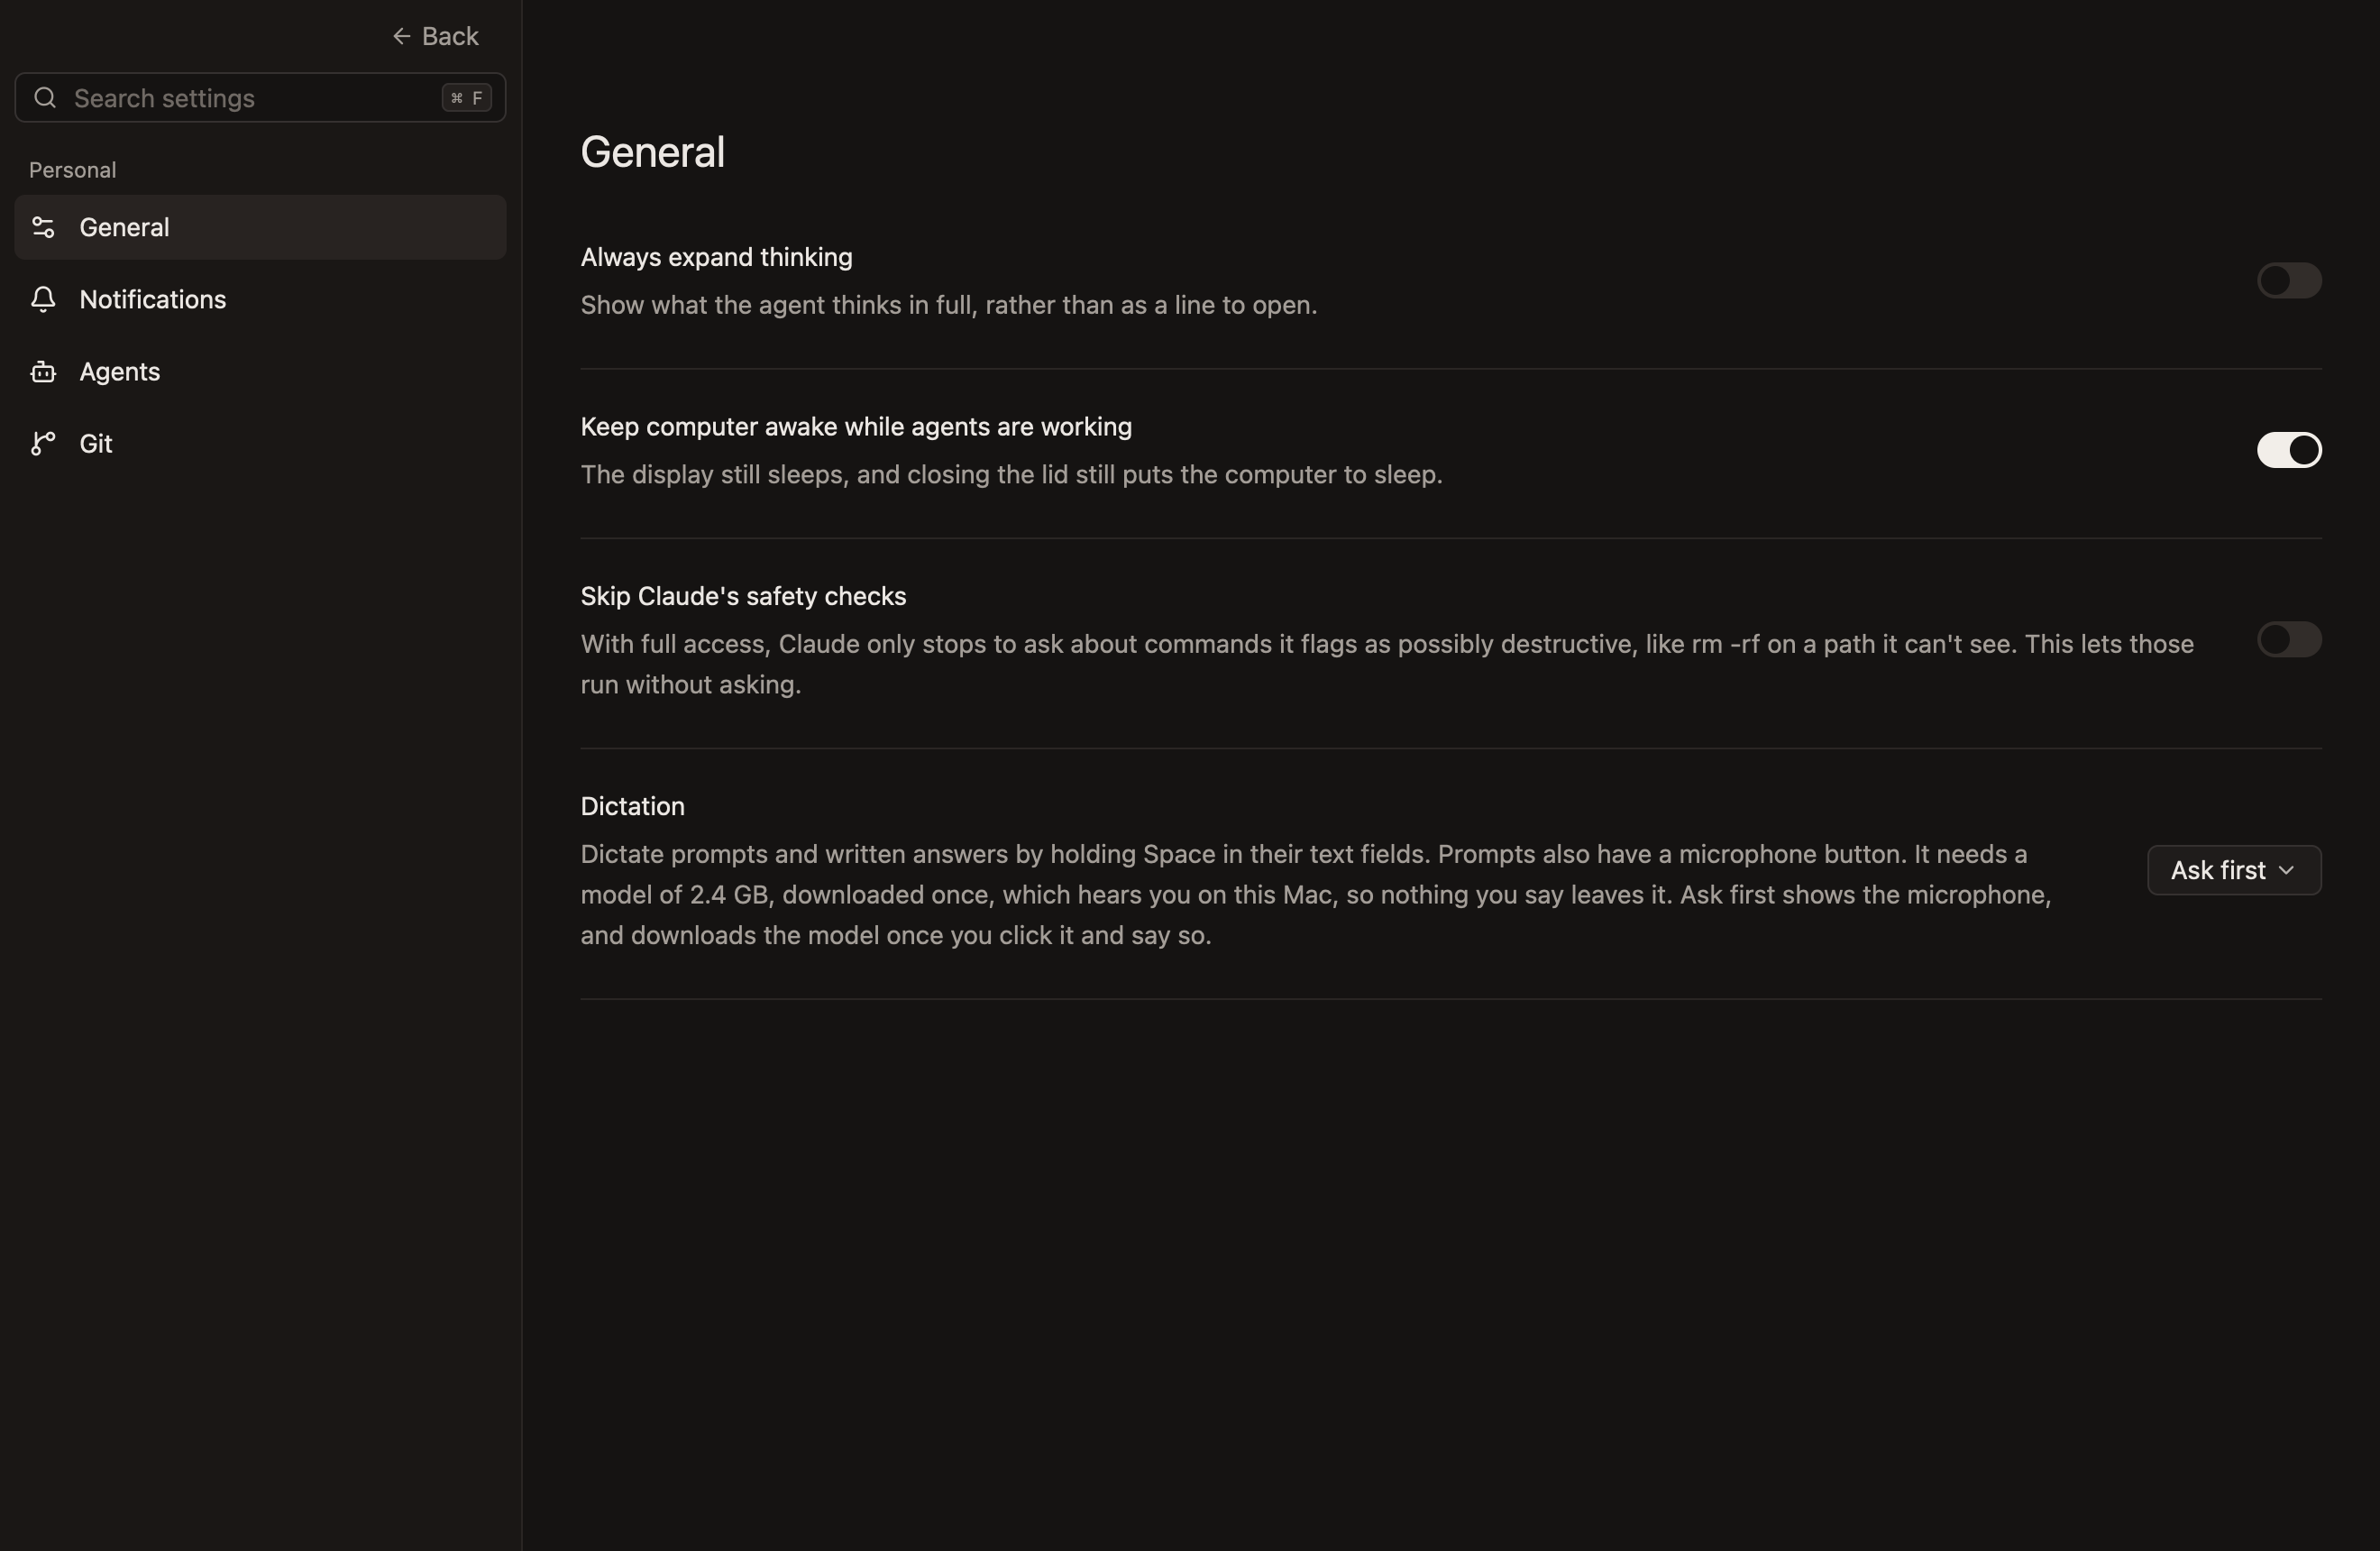 Back
Search settings
⌘ F
Personal
General
Notifications
Agents
Git
General
Always expand thinking
Show what the agent thinks in full, rather than as a line to open.
Keep computer awake while agents are working
The display still sleeps, and closing the lid still puts the computer to sleep.
Skip Claude's safety checks
With full access, Claude only stops to ask about commands it flags as possibly destructive, like rm -rf on a path it can't see. This lets those
run without asking.
Dictation
Dictate prompts and written answers by holding Space in their text fields. Prompts also have a microphone button. It needs a
model of 2.4 GB, downloaded once, which hears you on this Mac, so nothing you say leaves it. Ask first shows the microphone,
and downloads the model once you click it and say so.
Ask first